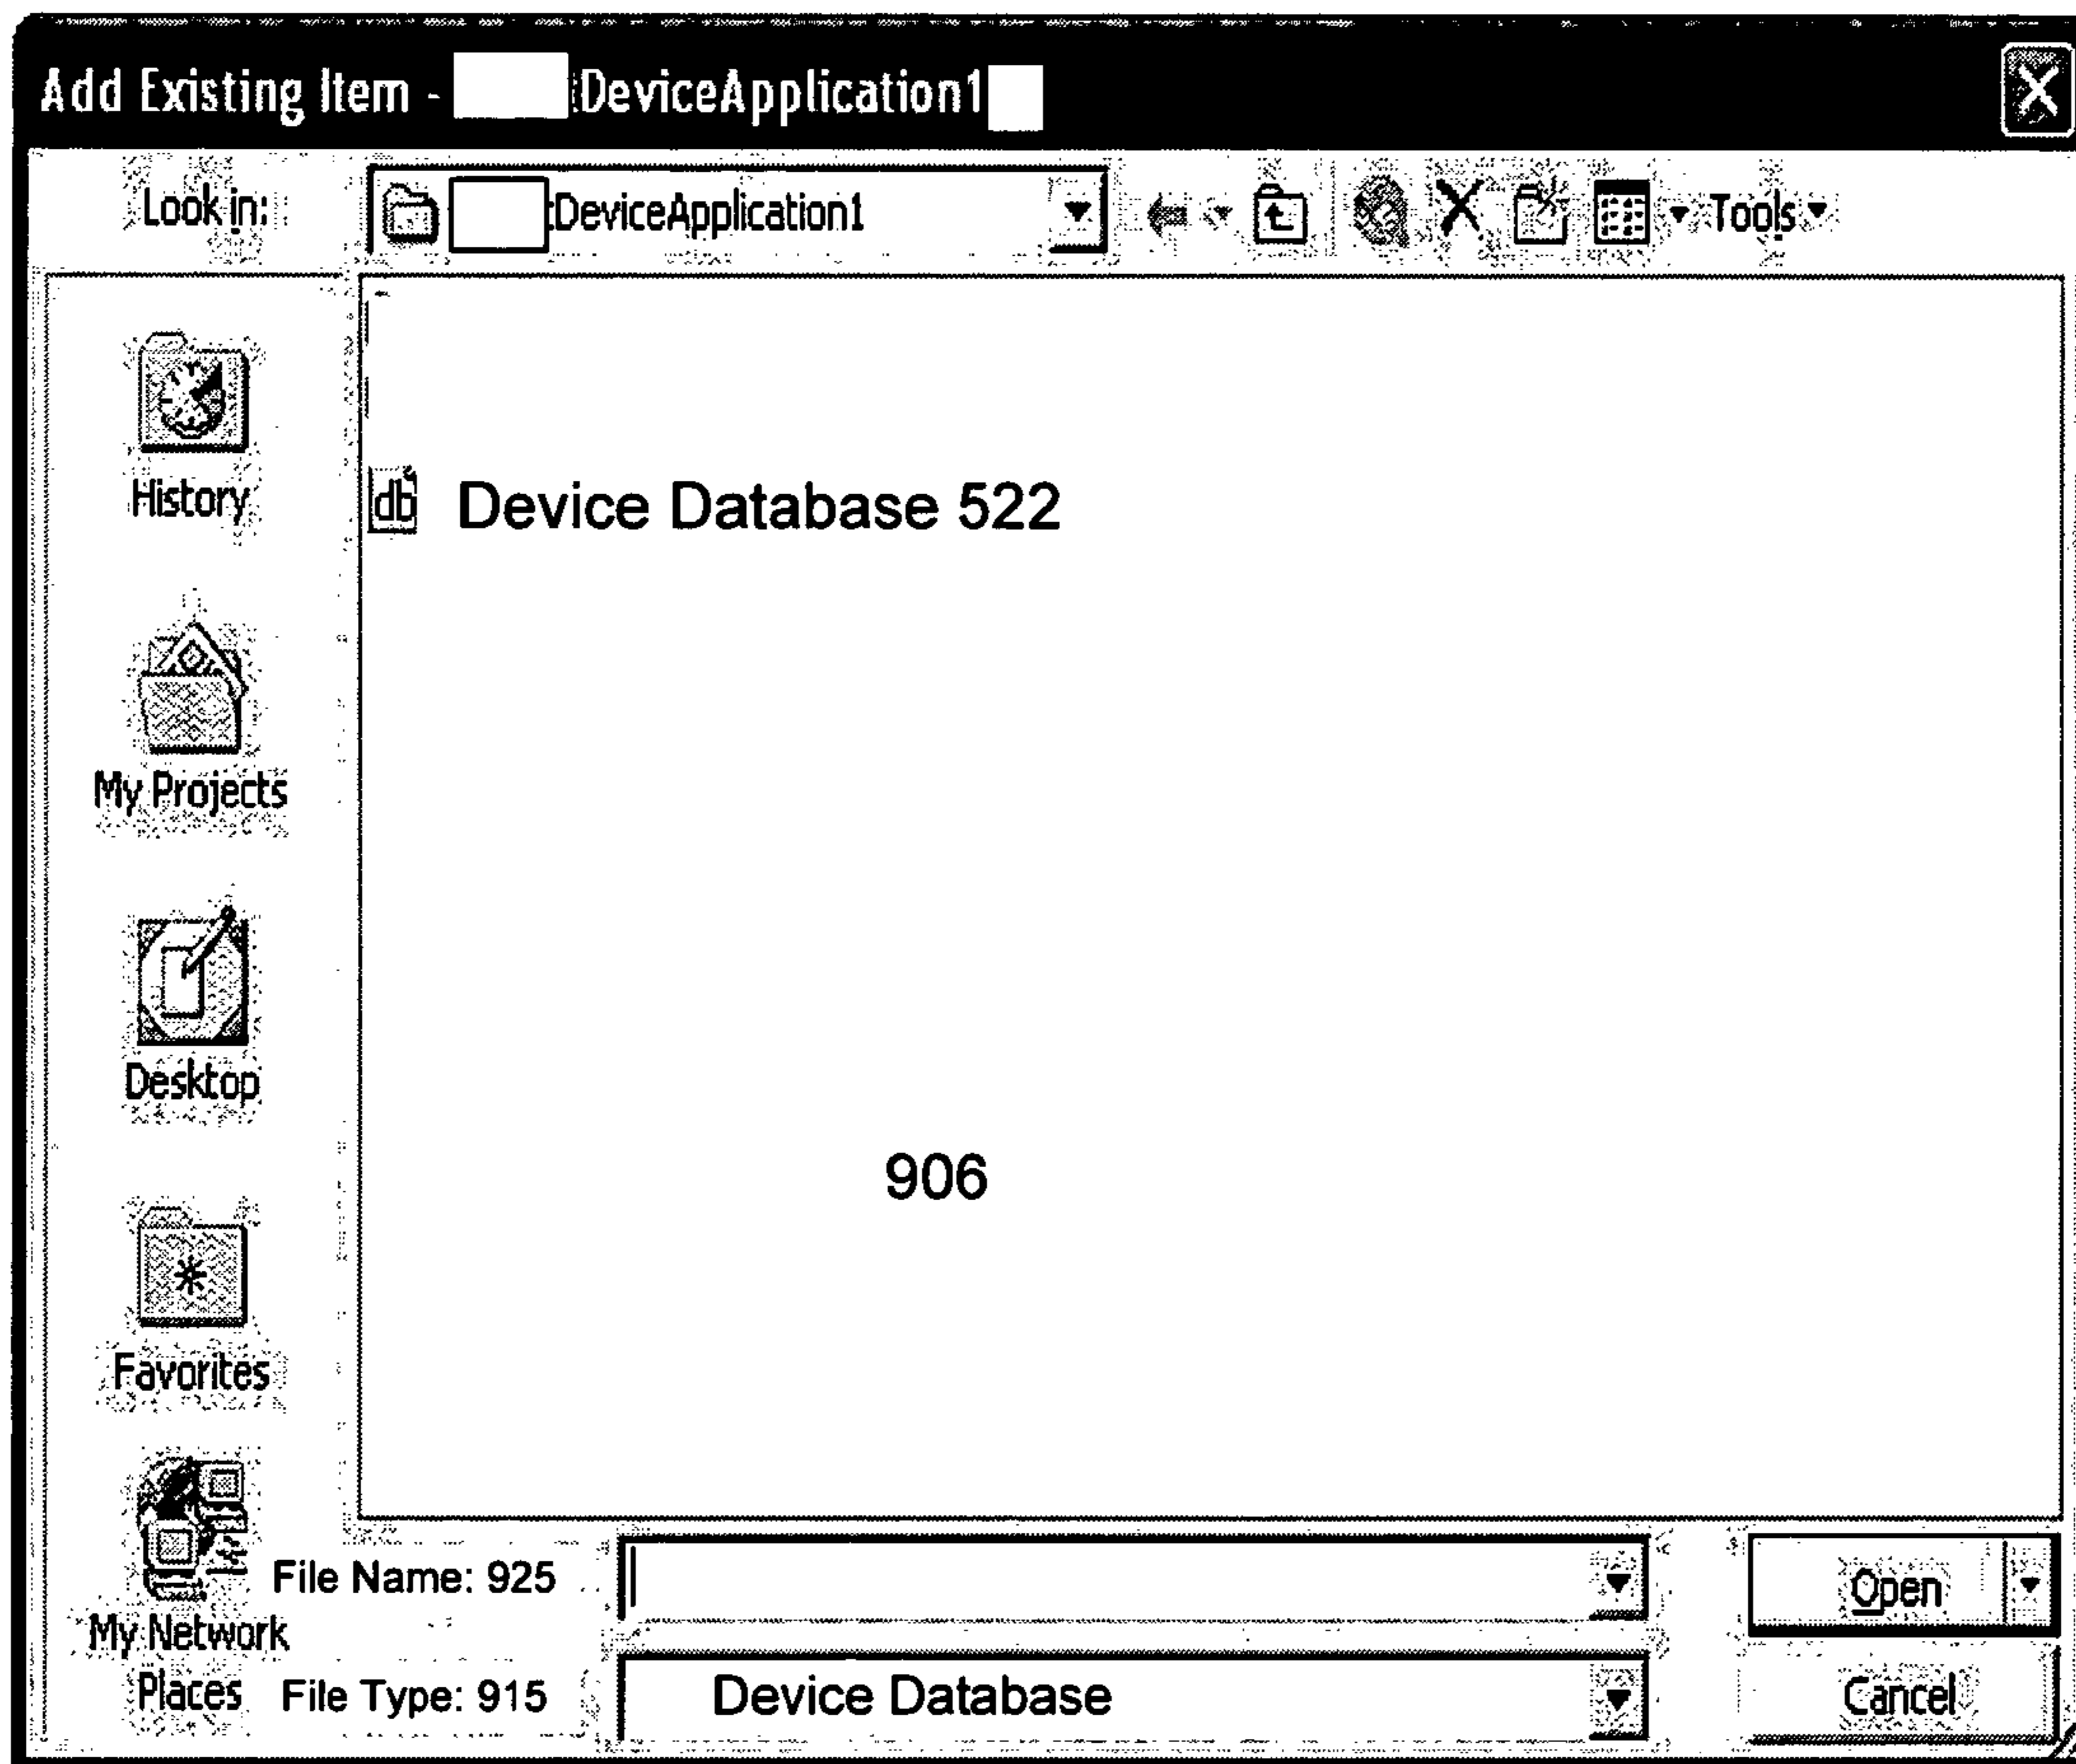 Add Existing Item - :DeviceApplication1
Look in: :DeviceApplication1 Tools
History
db Device Database 522
My Projects
Desktop
906
Favorites
My Network
Places
File Name: 925
Open
File Type: 915 Device Database
Cancel